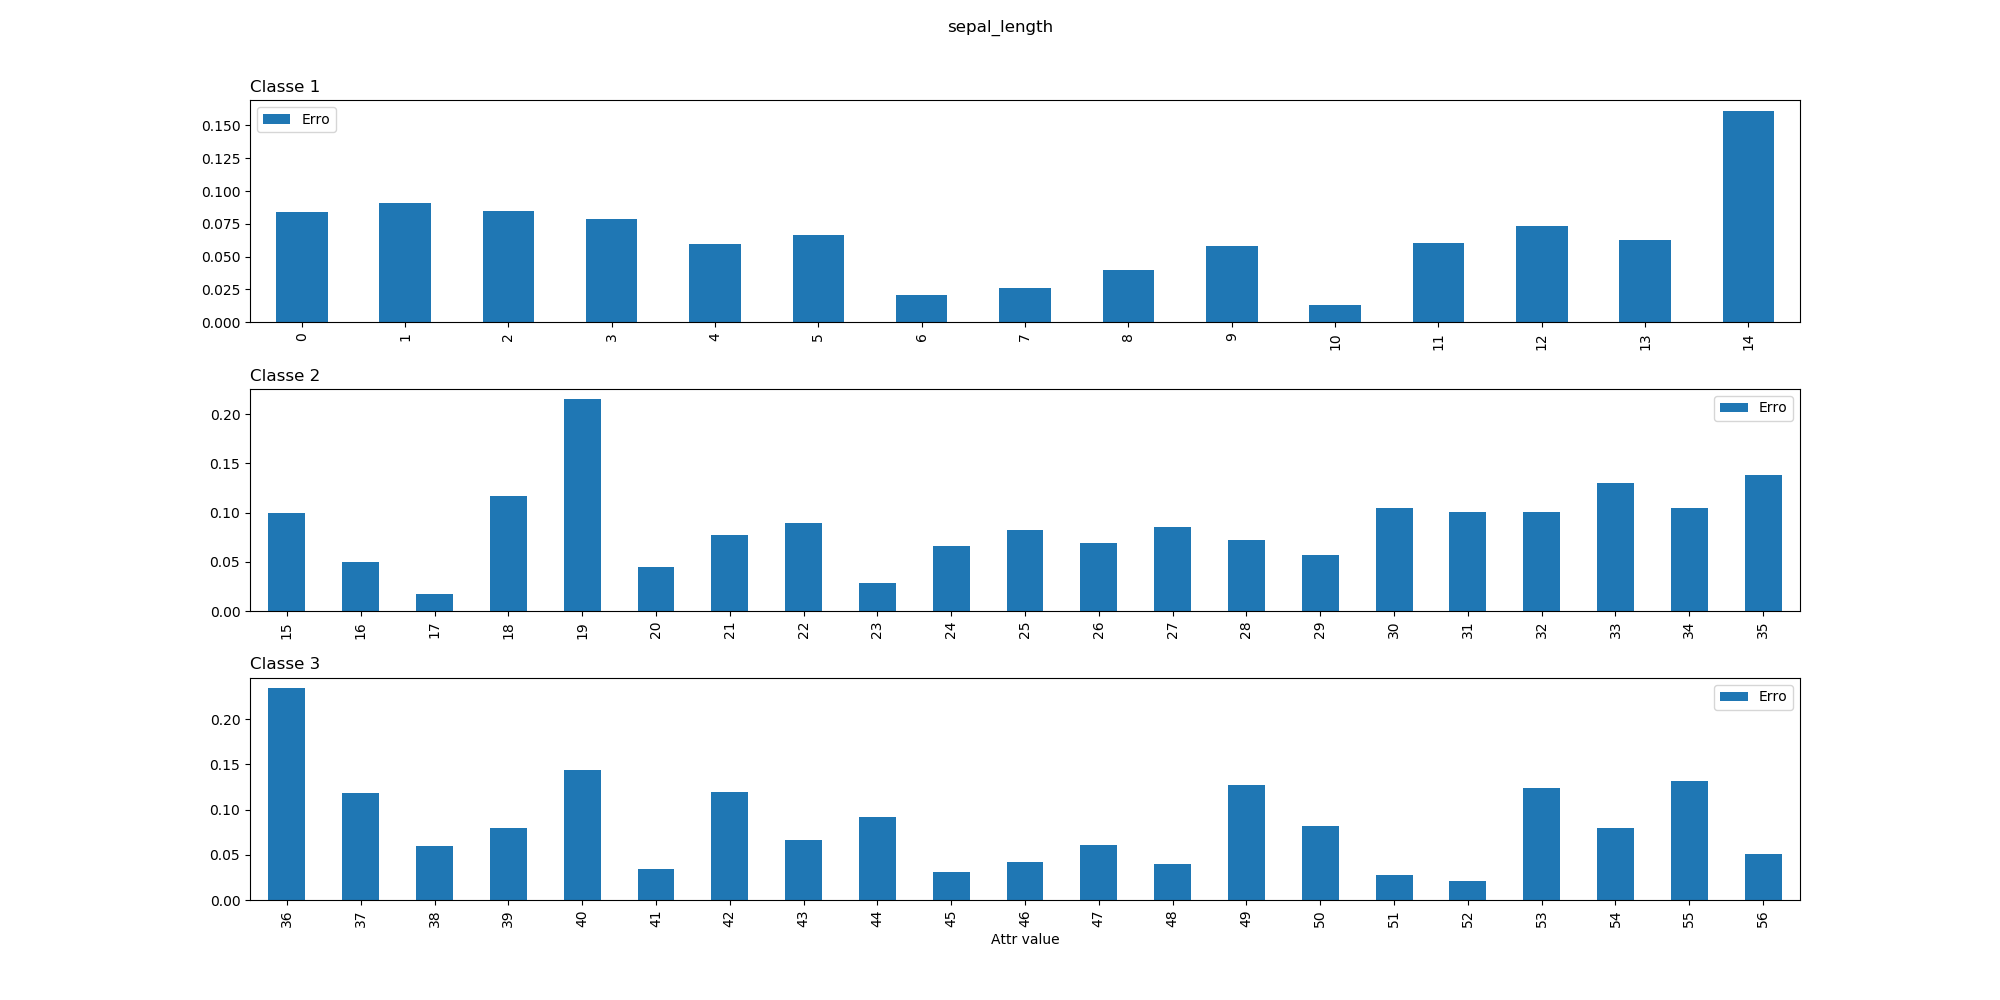 sepal_length
Classe 1
Erro
0.150
0.125
0.100
0.075
0.050
0.025
0.000
0 1 2 3 4 5 6 7 8 9 10 11 12 13 14
Classe 2
Erro
0.20
0.15
0.10
0.05
0.00
15 16 17 18 19 20 21 22 23 24 25 26 27 28 29 30 31 32 33 34 35
Classe 3
Erro
0.20
0.15
0.10
0.05
0.00
36 37 38 39 40 41 42 43 44 45 46 47 48 49 50 51 52 53 54 55 56
Attr value